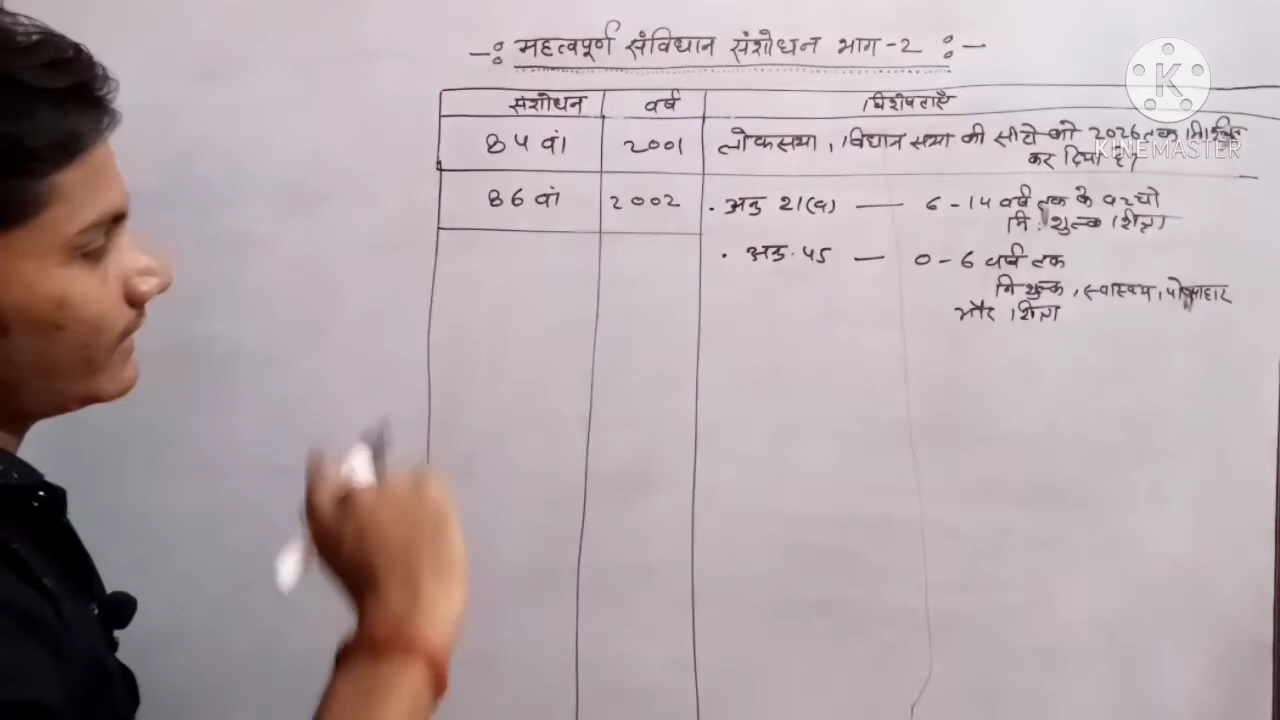 —: महत्वपूर्ण संविधान संशोधन भाग -2 :—
संशोधन वर्ष विशेषताएँ
84 वां 2001 लोकसभा, विधान सभा की सीटो को 2026 तक
कर दिया है।
86 वां 2002 . अनु 21(क) — 6 - 14 वर्ष तक के बच्चो
नि:शुल्क शिक्षा
. अनु. 45 — 0 - 6 वर्ष तक
निशुल्क, स्वास्थ्य, पोषाहार
और शिक्षा
K
KINEMASTER